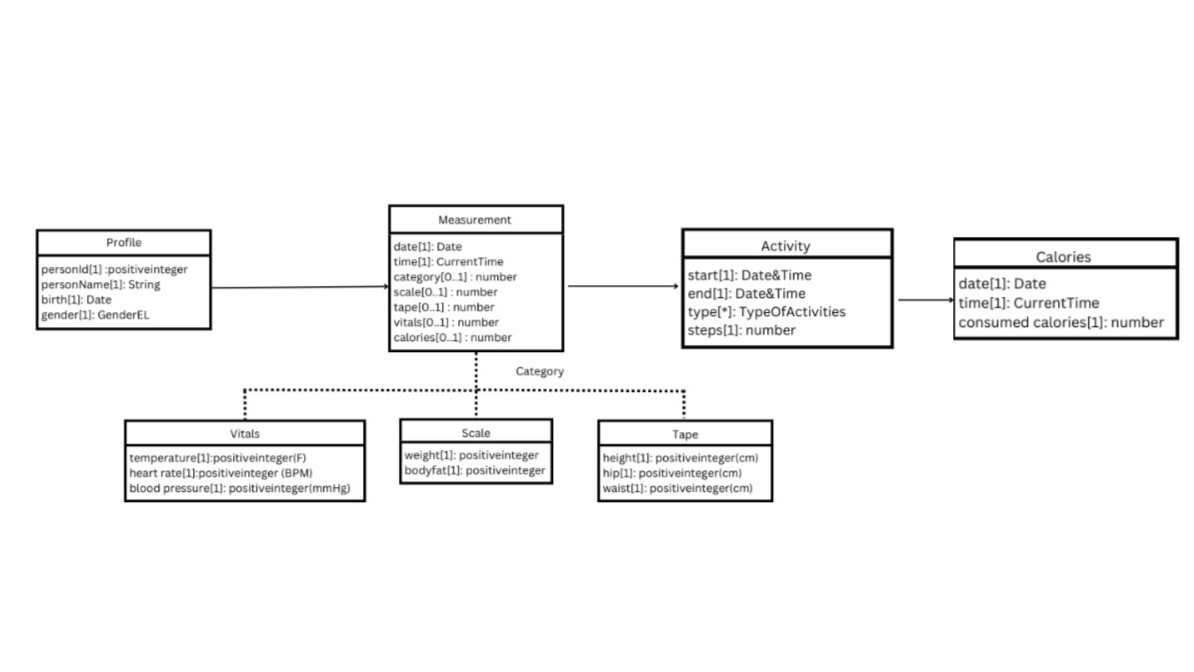 Profile
personId[1] :positiveinteger
personName[1]: String
birth[1]: Date
gender[1]: GenderEL
Measurement
date[1]: Date
time[1]: CurrentTime
category[0..1] : number
scale[0..1] : number
tape[0..1] : number
vitals[0..1] : number
calories[0..1] : number
Activity
start[1]: Date&Time
end[1]: Date&Time
type[*]: TypeOfActivities
steps[1]: number
Calories
date[1]: Date
time[1]: CurrentTime
consumed calories[1]: number
Category
Vitals
temperature[1]:positiveinteger(F)
heart rate[1]:positiveinteger (BPM)
blood pressure[1]: positiveinteger(mmHg)
Scale
weight[1]: positiveinteger
bodyfat[1]: positiveinteger
Tape
height[1]: positiveinteger(cm)
hip[1]: positiveinteger(cm)
waist[1]: positiveinteger(cm)